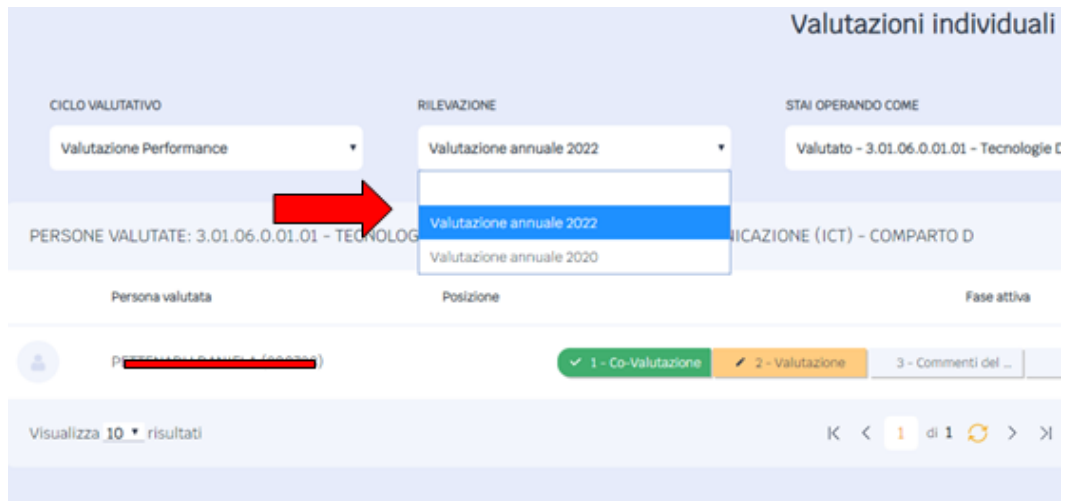 Valutazioni individuali
CICLO VALUTATIVO
RILEVAZIONE
STAI OPERANDO COME
Valutazione Performance
Valutazione annuale 2022
Valutato - 3.01.06.0.01.01 - Tecnologie
Valutazione annuale 2022
Valutazione annuale 2020
PERSONE VALUTATE: 3.01.06.0.01.01 - TECNOLOG
NICAZIONE (ICT) - COMPARTO D
Persona valutata
Posizione
Fase attiva
1 - Co-Valutazione
2 - Valutazione
3 - Commenti del ...
Visualizza 10 risultati
1 di 1